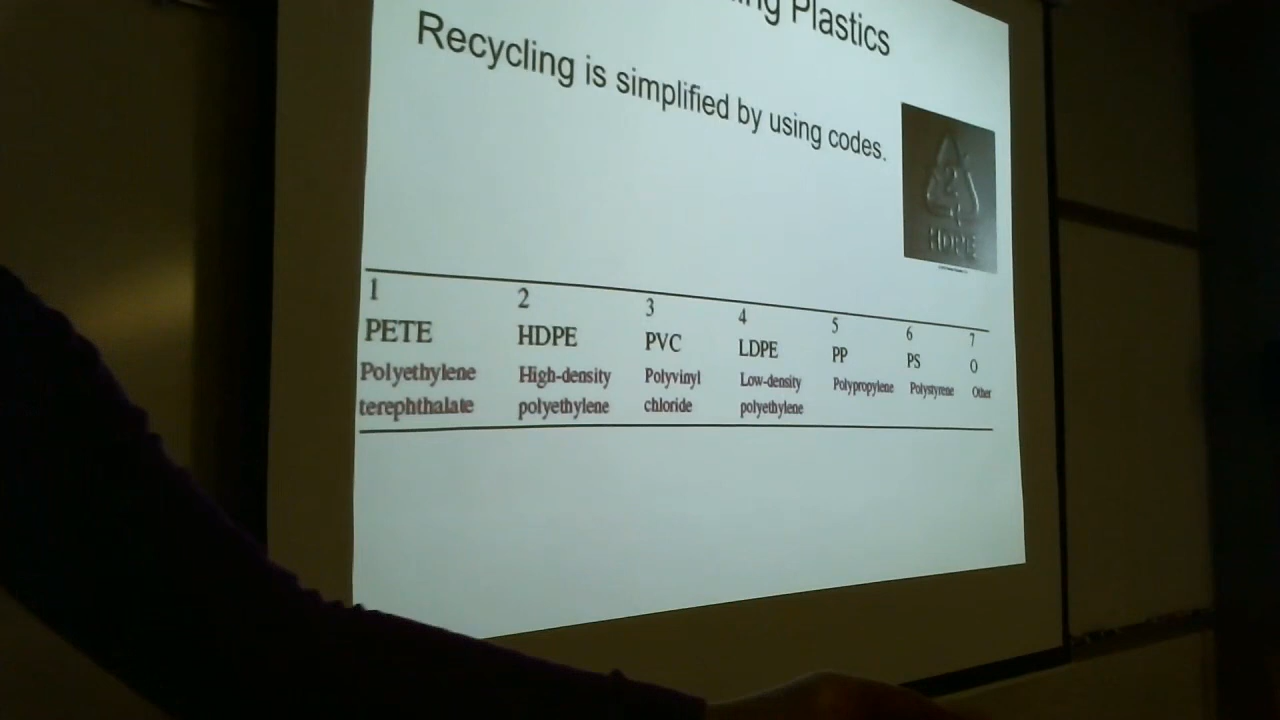 Plastics
Recycling is simplified by using codes.
2
HDPE
1 2 3 4 5 6 7
PETE HDPE PVC LDPE PP PS O
Polyethylene High-density Polyvinyl Low-density Polypropylene Polystyrene Other
terephthalate polyethylene chloride polyethylene